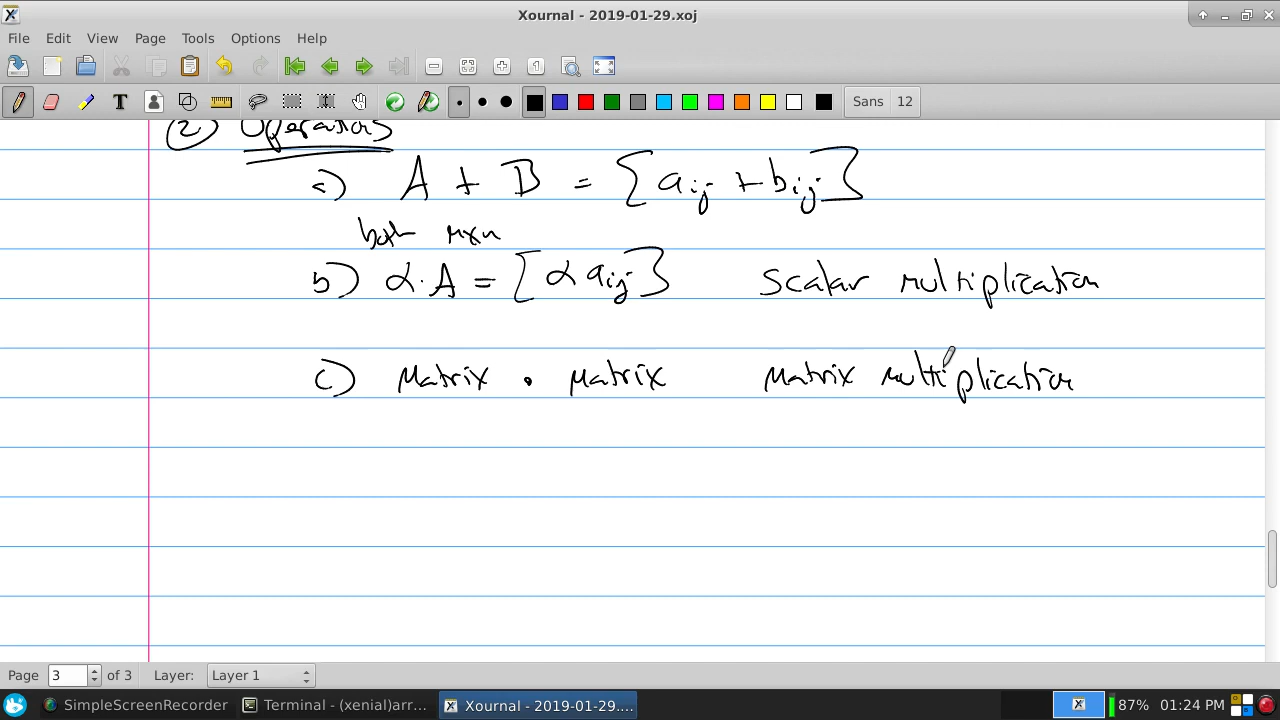 Xournal - 2019-01-29.xoj
File Edit View Page Tools Options Help
Sans 12
② Operations
a) A + B = [aij + bij]
both mxn
b) α·A = [α aij] scalar multiplication
c) Matrix · Matrix Matrix multiplication
Page 3 of 3 Layer: Layer 1
SimpleScreenRecorder Terminal - (xenial)arr... Xournal - 2019-01-29.... 87% 01:24 PM